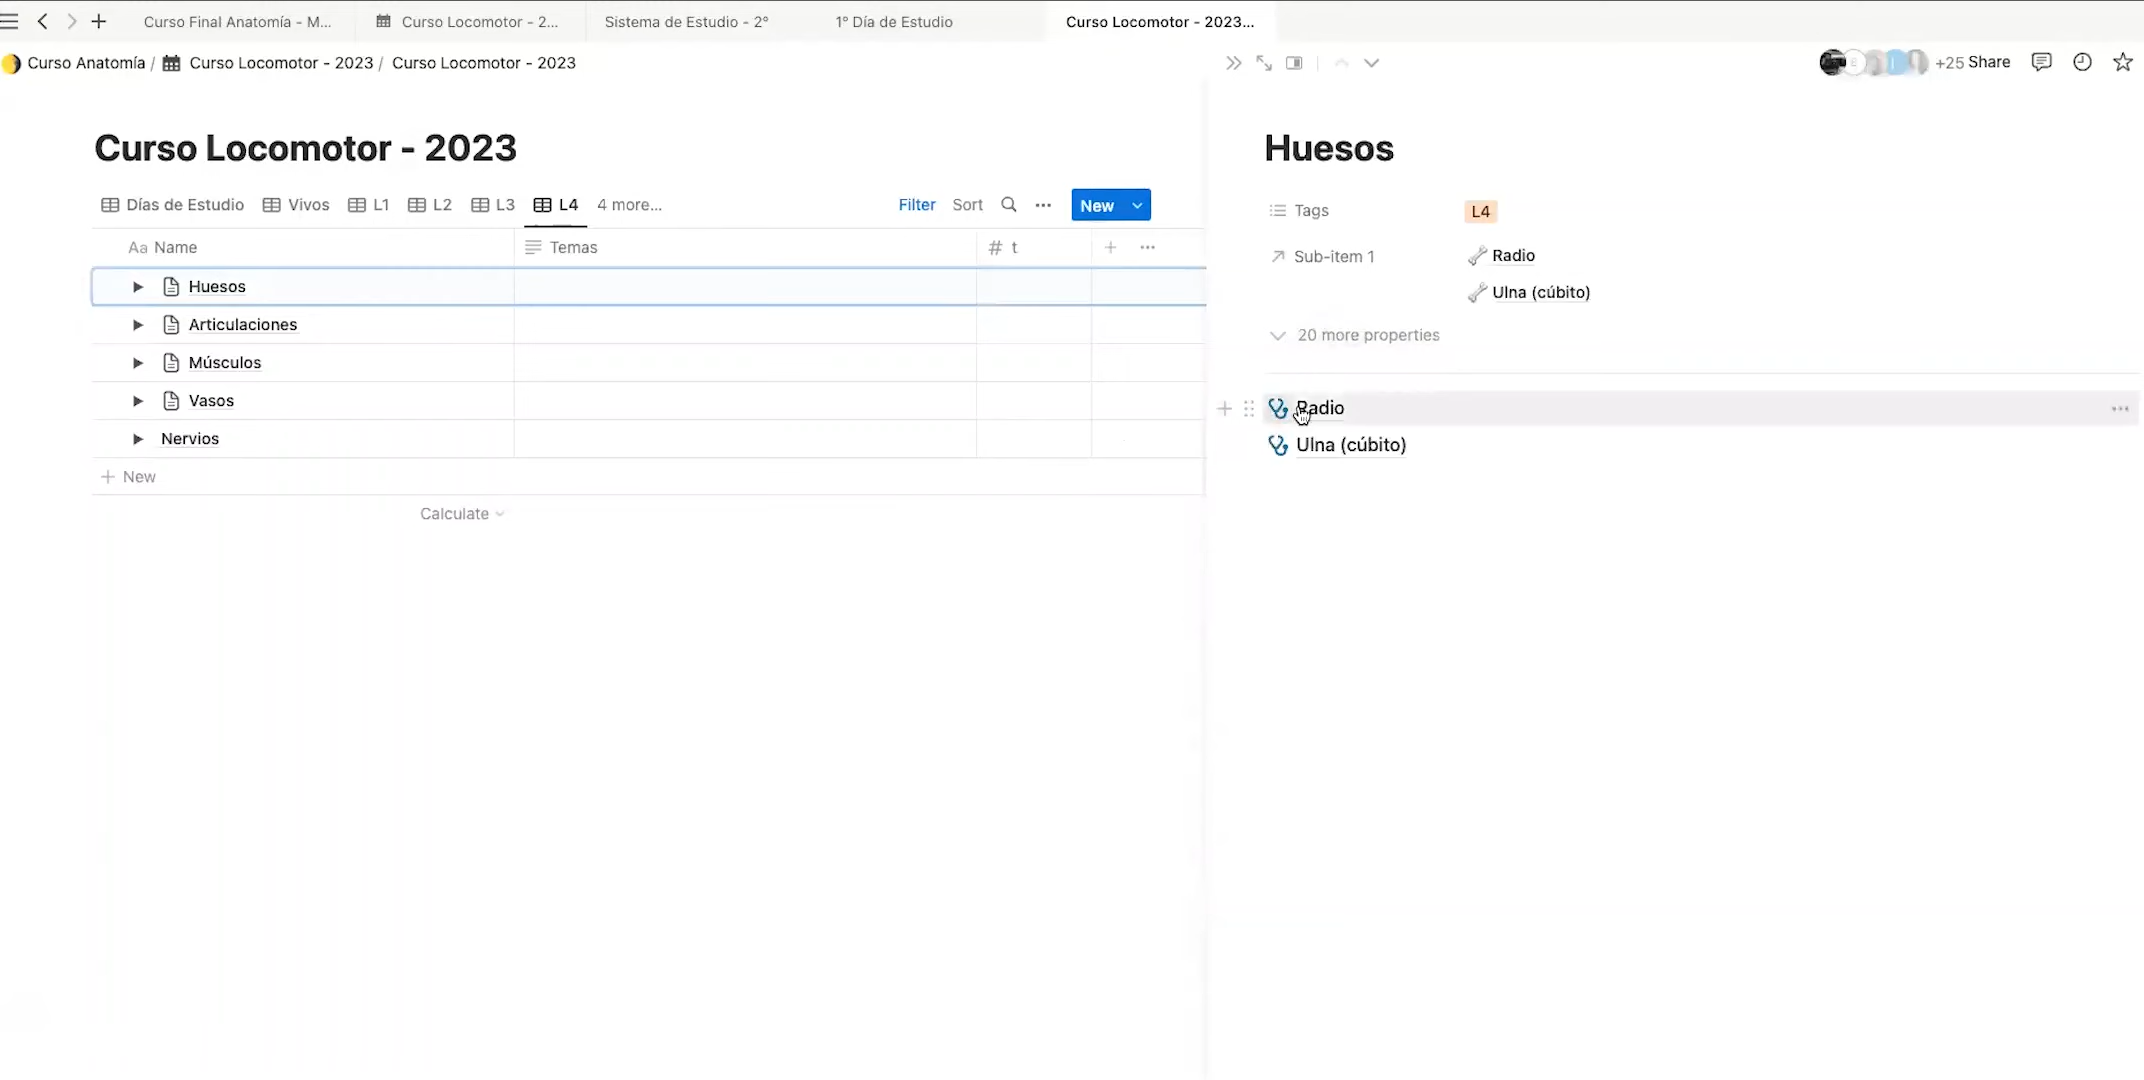 Curso Final Anatomía - M...
Curso Locomotor - 2...
Sistema de Estudio - 2°
1° Día de Estudio
Curso Locomotor - 2023...
Curso Anatomía / Curso Locomotor - 2023 / Curso Locomotor - 2023
+25 Share
Curso Locomotor - 2023
Días de Estudio Vivos L1 L2 L3 L4 4 more...
Filter Sort New
Aa Name Temas # t
Huesos
Articulaciones
Músculos
Vasos
Nervios
+ New
Calculate
Huesos
Tags L4
Sub-item 1 Radio
Ulna (cúbito)
20 more properties
Radio
Ulna (cúbito)